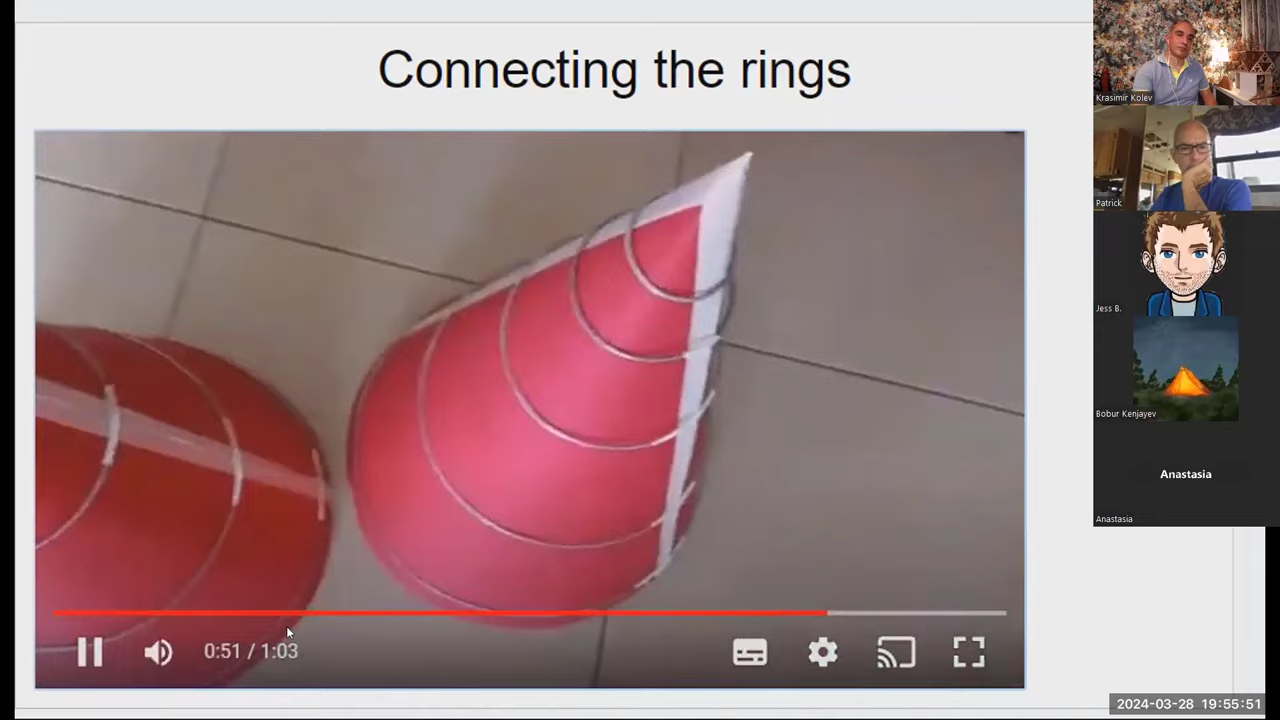 Connecting the rings
Krasimir Kolev
Patrick
Jess B.
Bobur Kenjayev
Anastasia
Anastasia
0:51 / 1:03
2024-03-28 19:55:51